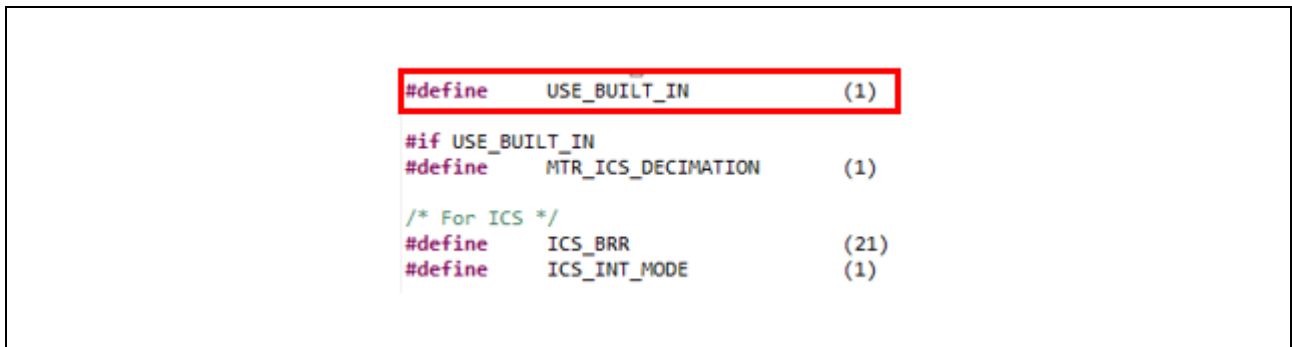 #define USE_BUILT_IN (1)
#if USE_BUILT_IN
#define MTR_ICS_DECIMATION (1)
/* For ICS */
#define ICS_BRR (21)
#define ICS_INT_MODE (1)